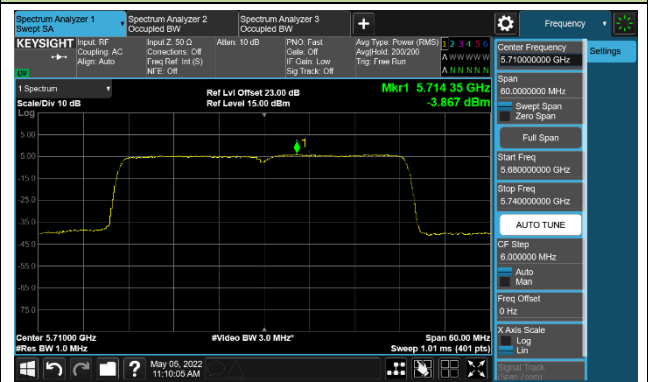 Spectrum Analyzer 1
Swept SA
Spectrum Analyzer 2
Occupied BW
Spectrum Analyzer 3
Occupied BW
Frequency
KEYSIGHT
Input: RF
Coupling: AC
Align: Auto
Input Z: 50 Ω
Corrections: Off
Freq Ref: Int (S)
NFE: Off
Atten: 10 dB
PNO: Fast
Gate: Off
IF Gain: Low
Sig Track: Off
Avg Type: Power (RMS)
Avg|Hold: 200/200
Trig: Free Run
1 2 3 4 5 6
A W W W W W
A N N N N N
LXI
1 Spectrum
Scale/Div 10 dB
Log
Ref Lvl Offset 23.00 dB
Ref Level 15.00 dBm
Mkr1 5.714 35 GHz
-3.867 dBm
1
5.00
-5.00
-15.0
-25.0
-35.0
-45.0
-55.0
-65.0
-75.0
Center 5.71000 GHz
#Res BW 1.0 MHz
#Video BW 3.0 MHz*
Span 60.00 MHz
Sweep 1.01 ms (401 pts)
Center Frequency
5.710000000 GHz
Settings
Span
60.0000000 MHz
Swept Span
Zero Span
Full Span
Start Freq
5.680000000 GHz
Stop Freq
5.740000000 GHz
AUTO TUNE
CF Step
6.000000 MHz
Auto
Man
Freq Offset
0 Hz
X Axis Scale
Log
Lin
Signal Track
(Span Zoom)
?
May 05, 2022
11:10:05 AM